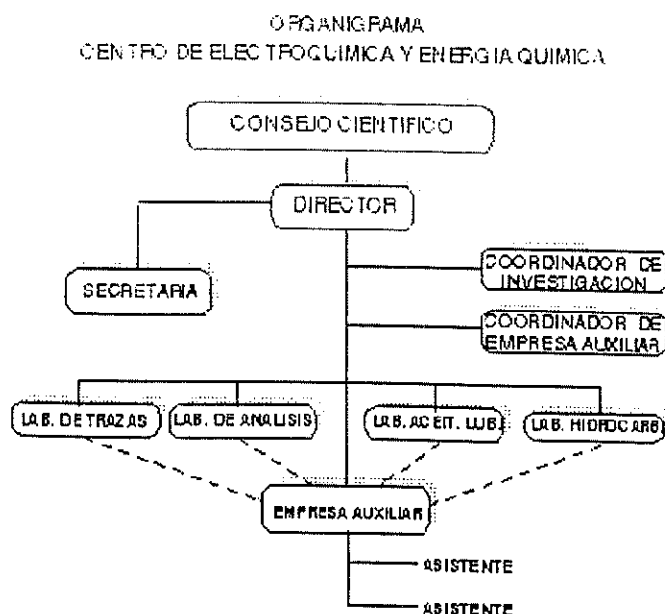 ORGANIGRAMA
CENTRO DE ELECTROQUIMICA Y ENERGIA QUIMICA
CONSEJO CIENTIFICO
DIRECTOR
SECRETARIA
COORDINADOR DE
INVESTIGACION
COORDINADOR DE
EMPRESA AUXILIAR
LAB. DE TRAZAS
LAB. DE ANALISIS
LAB. ACEIT. LUB.
LAB. HIDROCARB.
EMPRESA AUXILIAR
ASISTENTE
ASISTENTE